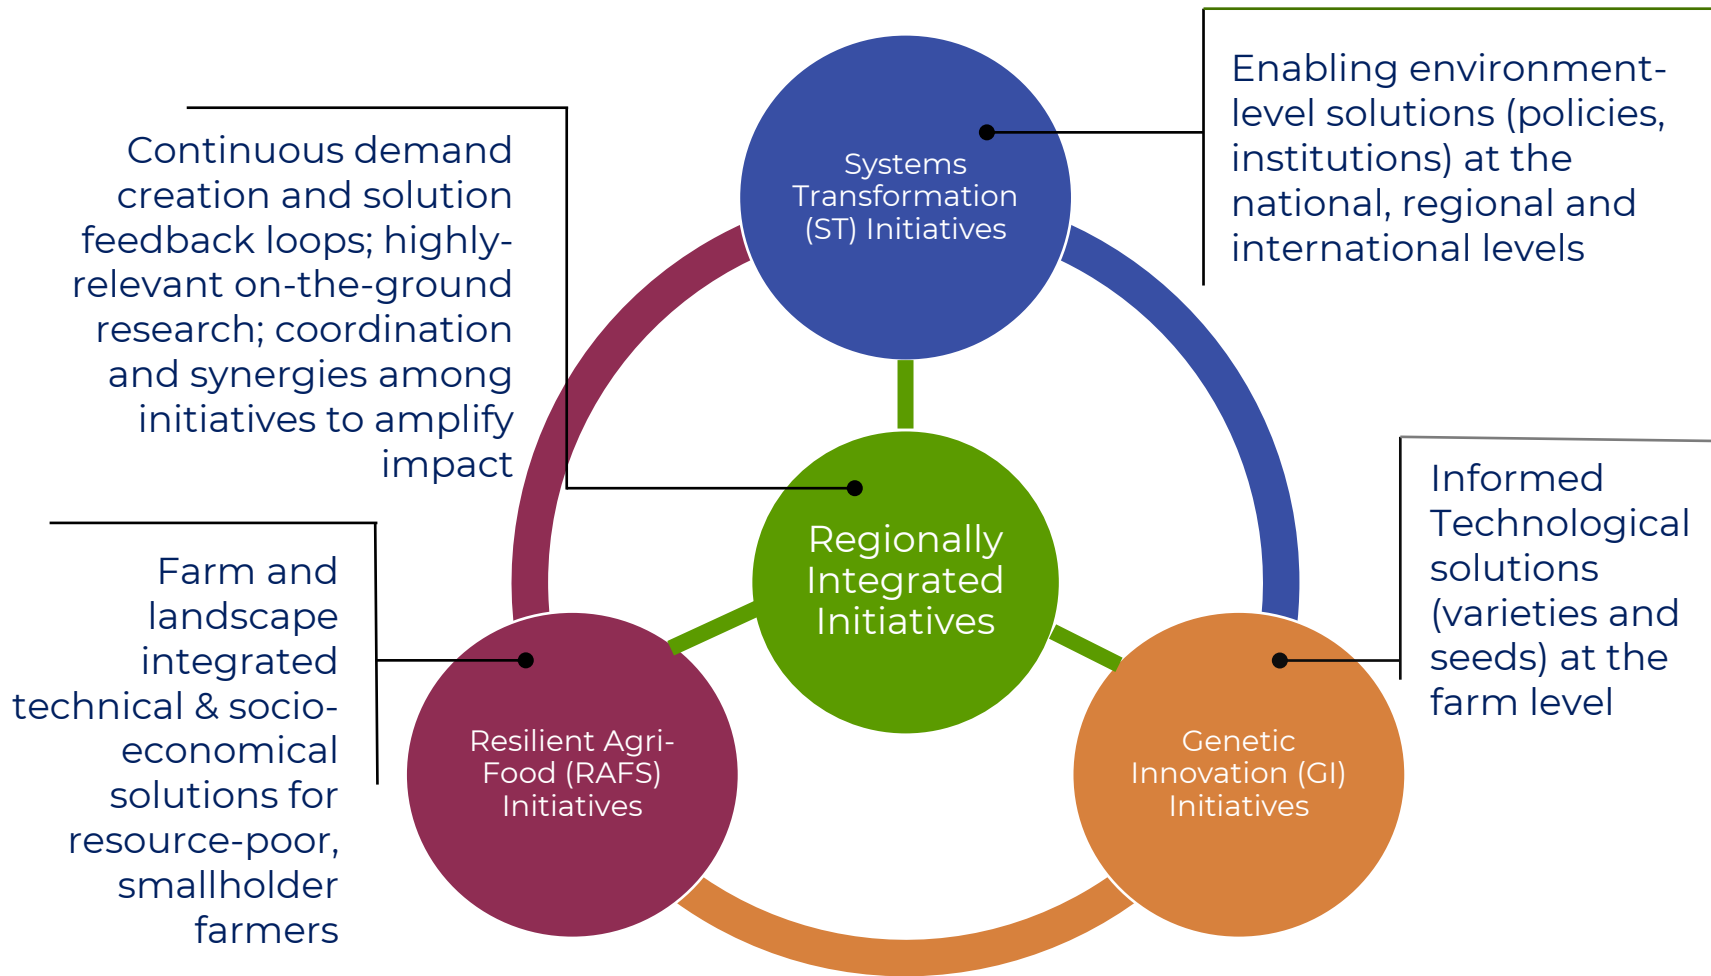 Enabling environment-
level solutions (policies,
institutions) at the
national, regional and
international levels
Continuous demand
creation and solution
feedback loops; highly-
relevant on-the-ground
research; coordination
and synergies among
initiatives to amplify
impact
Systems
Transformation
(ST) Initiatives
Regionally
Integrated
Initiatives
Informed
Technological
solutions
(varieties and
seeds) at the
farm level
Farm and
landscape
integrated
technical & socio-
economical
solutions for
resource-poor,
smallholder
farmers
Resilient Agri-
Food (RAFS)
Initiatives
Genetic
Innovation (GI)
Initiatives